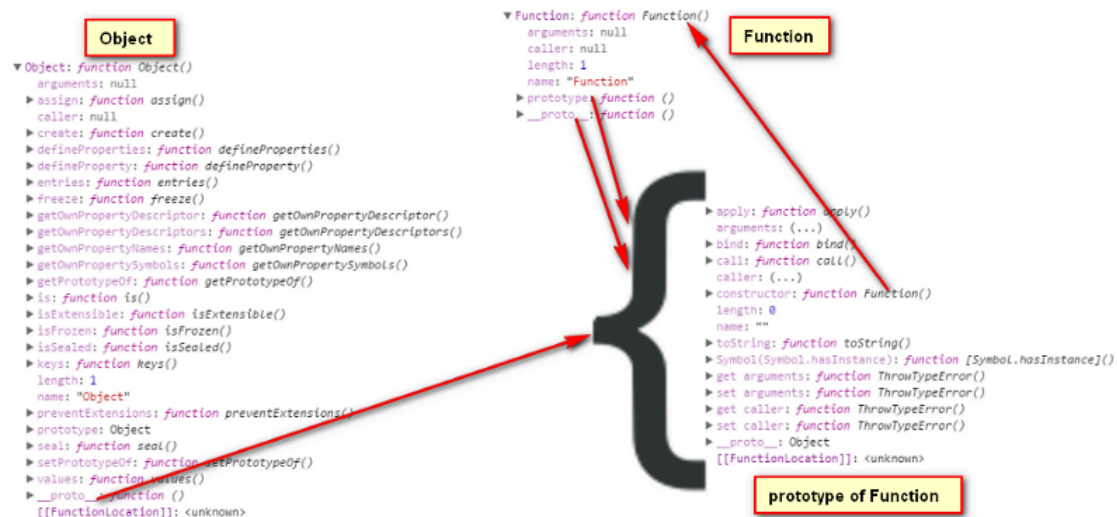 Object
▼Object: function Object()
arguments: null
▶assign: function assign()
caller: null
▶create: function create()
▶defineProperties: function defineProperties()
▶defineProperty: function defineProperty()
▶entries: function entries()
▶freeze: function freeze()
▶getOwnPropertyDescriptor: function getOwnPropertyDescriptor()
▶getOwnPropertyDescriptors: function getOwnPropertyDescriptors()
▶getOwnPropertyNames: function getOwnPropertyNames()
▶getOwnPropertySymbols: function getOwnPropertySymbols()
▶getPrototypeOf: function getPrototypeOf()
▶is: function is()
▶isExtensible: function isExtensible()
▶isFrozen: function isFrozen()
▶isSealed: function isSealed()
▶keys: function keys()
length: 1
name: "Object"
▶preventExtensions: function preventExtensions()
▶prototype: Object
▶seal: function seal()
▶setPrototypeOf: function setPrototypeOf()
▶values: function values()
▶__proto__: function ()
[[FunctionLocation]]: <unknown>
▼Function: function Function()
arguments: null
caller: null
length: 1
name: "Function"
▶prototype: function ()
▶__proto__: function ()
Function
{
▶apply: function apply()
arguments: (...)
▶bind: function bind()
▶call: function call()
caller: (...)
▶constructor: function Function()
length: 0
name: ""
▶toString: function toString()
▶Symbol(Symbol.hasInstance): function [Symbol.hasInstance]()
▶get arguments: function ThrowTypeError()
▶set arguments: function ThrowTypeError()
▶get caller: function ThrowTypeError()
▶set caller: function ThrowTypeError()
▶__proto__: Object
[[FunctionLocation]]: <unknown>
prototype of Function